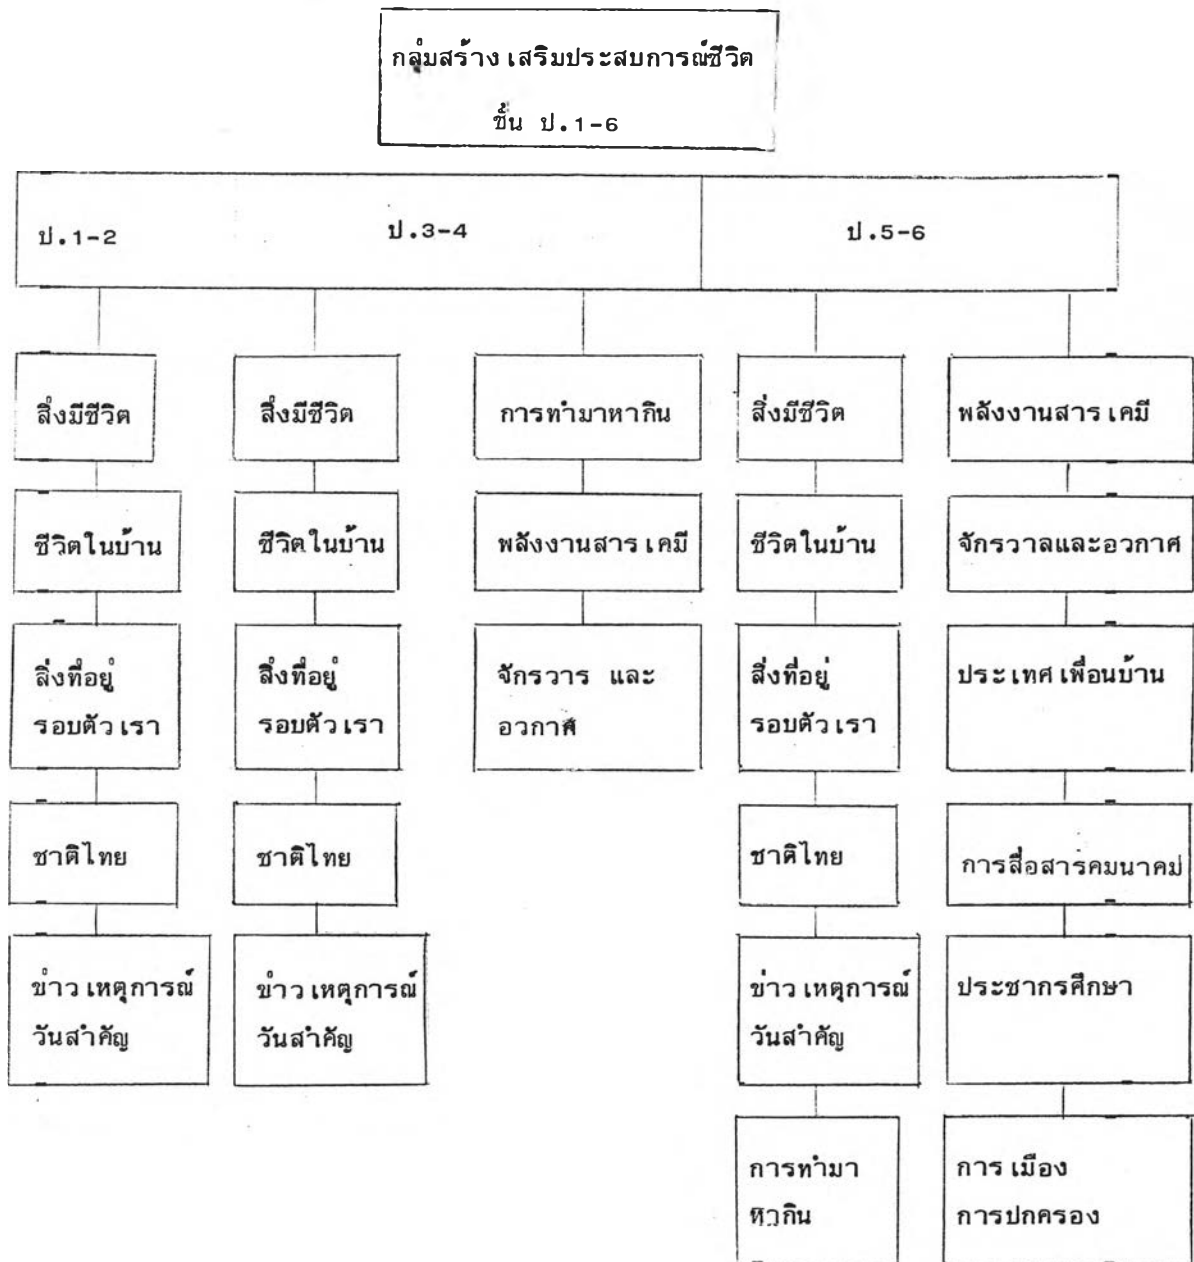 กลุ่มสร้างเสริมประสบการณ์ชีวิต
ชั้น ป.1-6
ป.1-2
ป.3-4
ป.5-6
สิ่งมีชีวิต
ชีวิตในบ้าน
สิ่งที่อยู่
รอบตัวเรา
ชาติไทย
ข่าวเหตุการณ์
วันสำคัญ
สิ่งมีชีวิต
ชีวิตในบ้าน
สิ่งที่อยู่
รอบตัวเรา
ชาติไทย
ข่าวเหตุการณ์
วันสำคัญ
การทำมาหากิน
พลังงานสารเคมี
จักรวาร และ
อวกาศ
สิ่งมีชีวิต
ชีวิตในบ้าน
สิ่งที่อยู่
รอบตัวเรา
ชาติไทย
ข่าวเหตุการณ์
วันสำคัญ
การทำมา
หากิน
พลังงานสารเคมี
จักรวาลและอวกาศ
ประเทศเพื่อนบ้าน
การสื่อสารคมนาคม
ประชากรศึกษา
การเมือง
การปกครอง